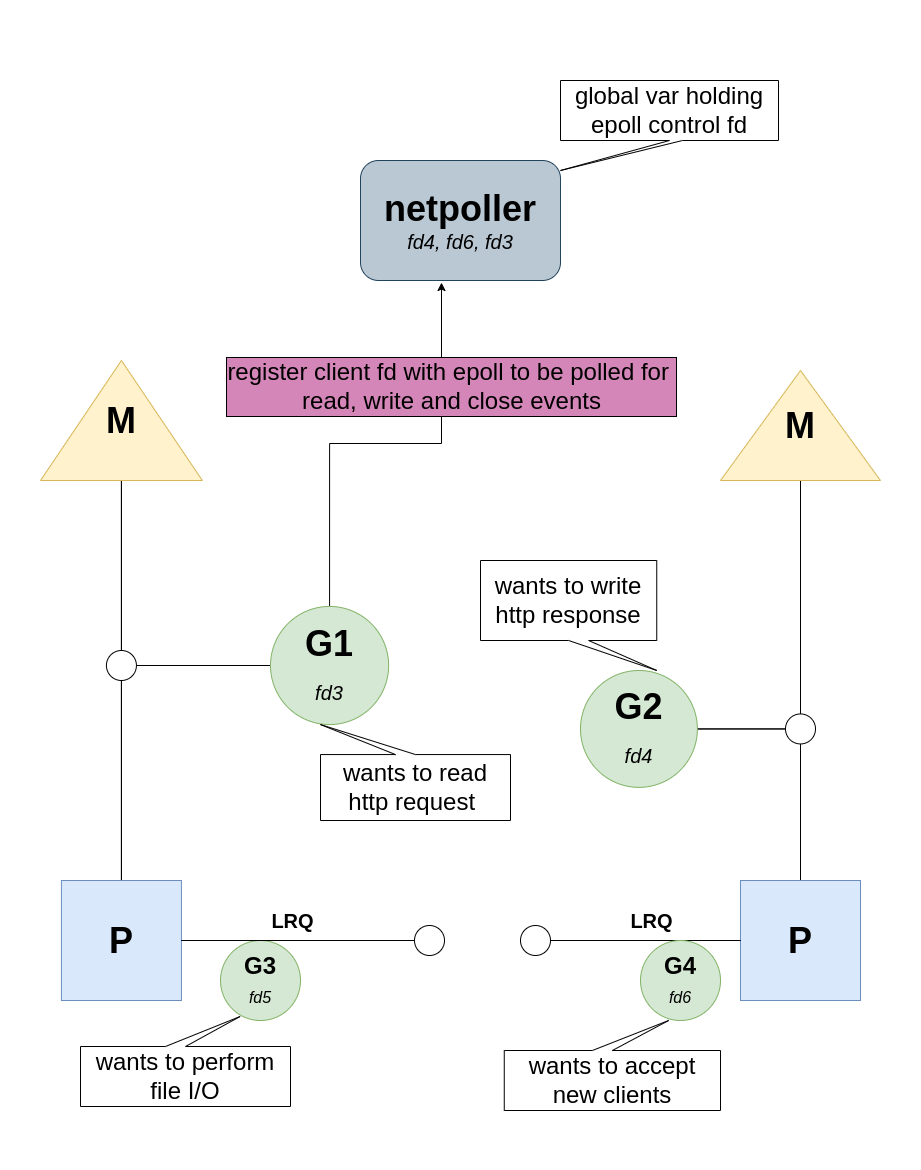 global var holding
epoll control fd
netpoller
fd4, fd6, fd3
register client fd with epoll to be polled for
read, write and close events
M
M
wants to write
http response
G1
fd3
G2
fd4
wants to read
http request
P
LRQ
LRQ
P
G3
fd5
G4
fd6
wants to perform
file I/O
wants to accept
new clients